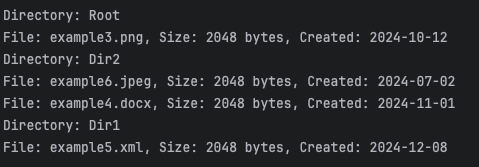 Directory: Root
File: example3.png, Size: 2048 bytes, Created: 2024-10-12
Directory: Dir2
File: example6.jpeg, Size: 2048 bytes, Created: 2024-07-02
File: example4.docx, Size: 2048 bytes, Created: 2024-11-01
Directory: Dir1
File: example5.xml, Size: 2048 bytes, Created: 2024-12-08